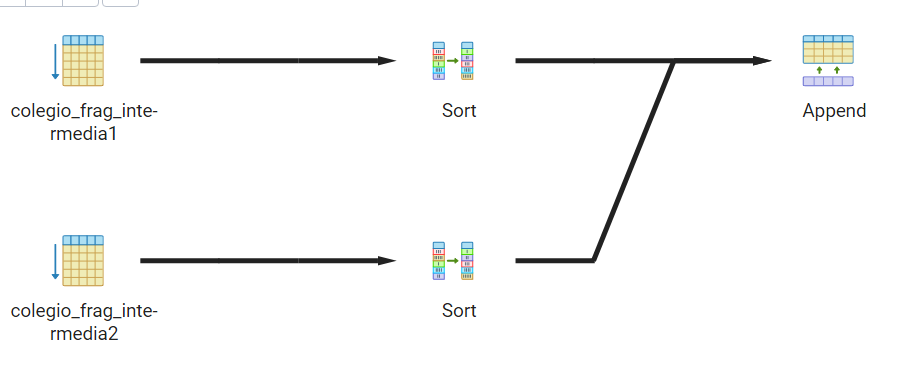 colegio_frag_inte-
rmedia1
Sort
Append
colegio_frag_inte-
rmedia2
Sort